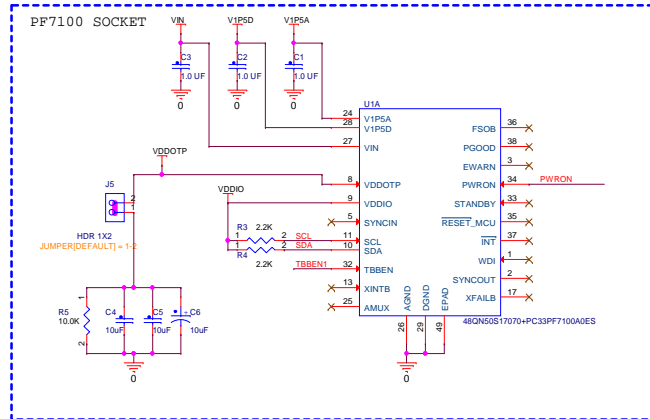 PF7100 SOCKET
VIN
V1P5D
V1P5A
C3
1.0 UF
C2
1.0 UF
C1
1.0 UF
0
0
0
U1A
24
V1P5A
28
V1P5D
27
VIN
8
VDDOTP
9
VDDIO
5
SYNCIN
11
SCL
10
SDA
32
TBBEN
13
XINTB
25
AMUX
FSOB
36
PGOOD
38
EWARN
3
PWRON
34
PWRON
STANDBY
33
RESET_MCU
35
INT
37
WDI
1
SYNCOUT
2
XFAILB
17
AGND
DGND
EPAD
26
29
49
48QN50S17070+PC33PF7100A0ES
0
VDDOTP
J5
2
1
HDR 1X2
JUMPER[DEFAULT] = 1-2
VDDIO
R3
2.2K
1
2
SCL
1
2
SDA
R4
2.2K
TBBEN1
1
R5
10.0K
2
C4
10uF
C5
10uF
+
C6
10uF
0